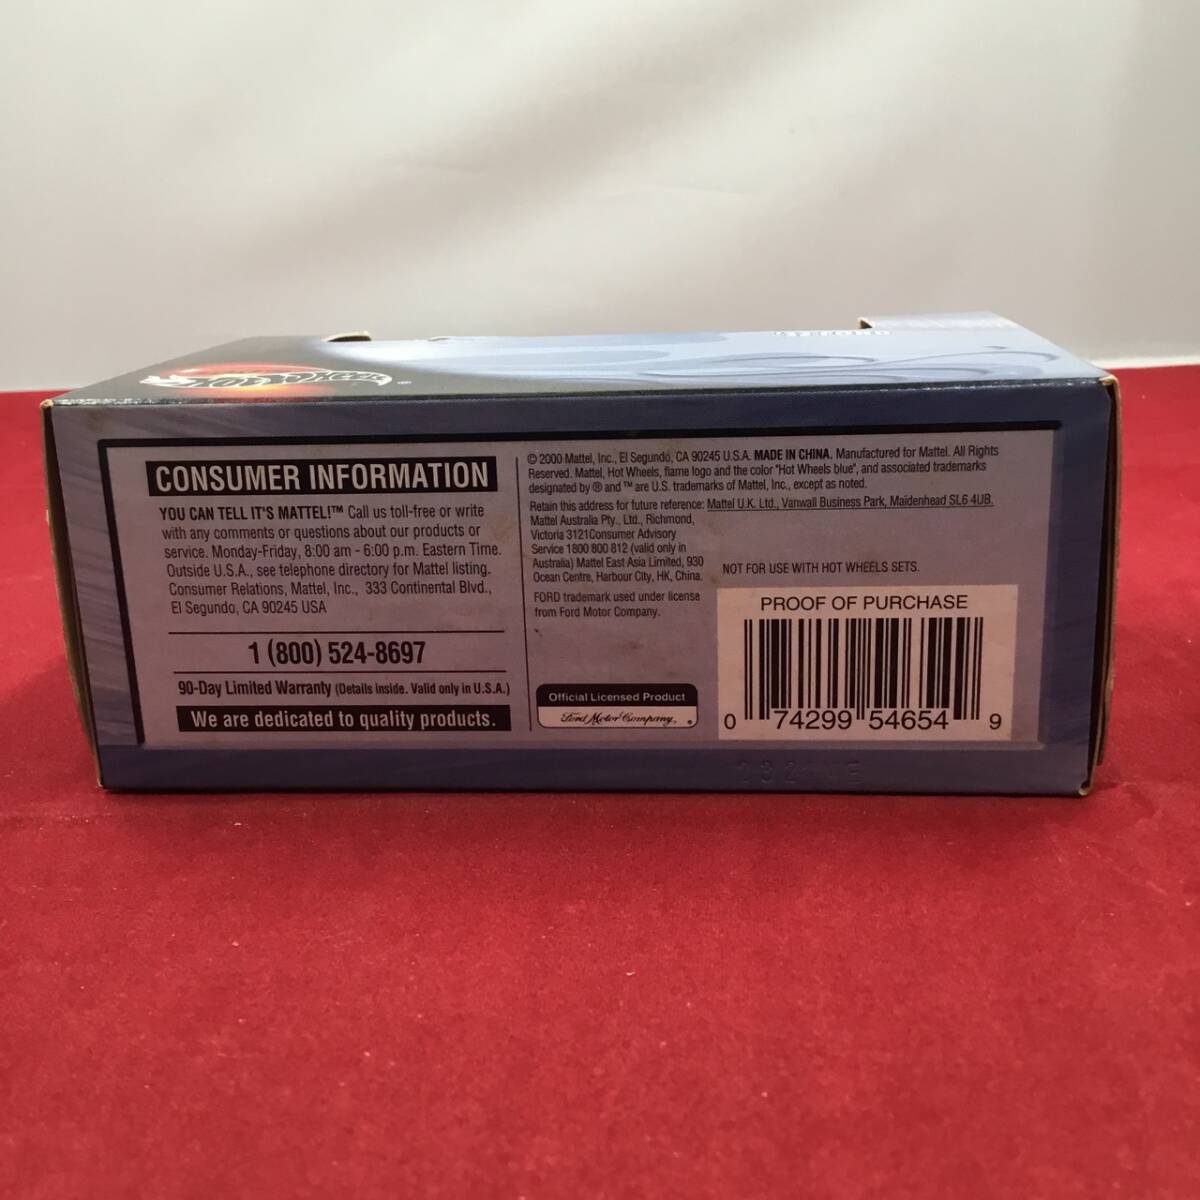 HOT WHEELS ®
CONSUMER INFORMATION
YOU CAN TELL IT'S MATTEL!™ Call us toll-free or write
with any comments or questions about our products or
service. Monday-Friday, 8:00 am - 6:00 p.m. Eastern Time.
Outside U.S.A., see telephone directory for Mattel listing.
Consumer Relations, Mattel, Inc., 333 Continental Blvd.,
El Segundo, CA 90245 USA
1 (800) 524-8697
90-Day Limited Warranty (Details inside. Valid only in U.S.A.)
We are dedicated to quality products.
© 2000 Mattel, Inc., El Segundo, CA 90245 U.S.A. MADE IN CHINA. Manufactured for Mattel. All Rights
Reserved. Mattel, Hot Wheels, flame logo and the color "Hot Wheels blue", and associated trademarks
designated by ® and ™ are U.S. trademarks of Mattel, Inc., except as noted.
Retain this address for future reference: Mattel U.K. Ltd., Vanwall Business Park, Maidenhead SL6 4UB.
Mattel Australia Pty., Ltd., Richmond,
Victoria 3121Consumer Advisory
Service 1800 800 812 (valid only in
Australia) Mattel East Asia Limited, 930
Ocean Centre, Harbour City, HK, China.
FORD trademark used under license
from Ford Motor Company.
Official Licensed Product
Ford Motor Company, ®
NOT FOR USE WITH HOT WHEELS SETS.
PROOF OF PURCHASE
0 74299 54654 9